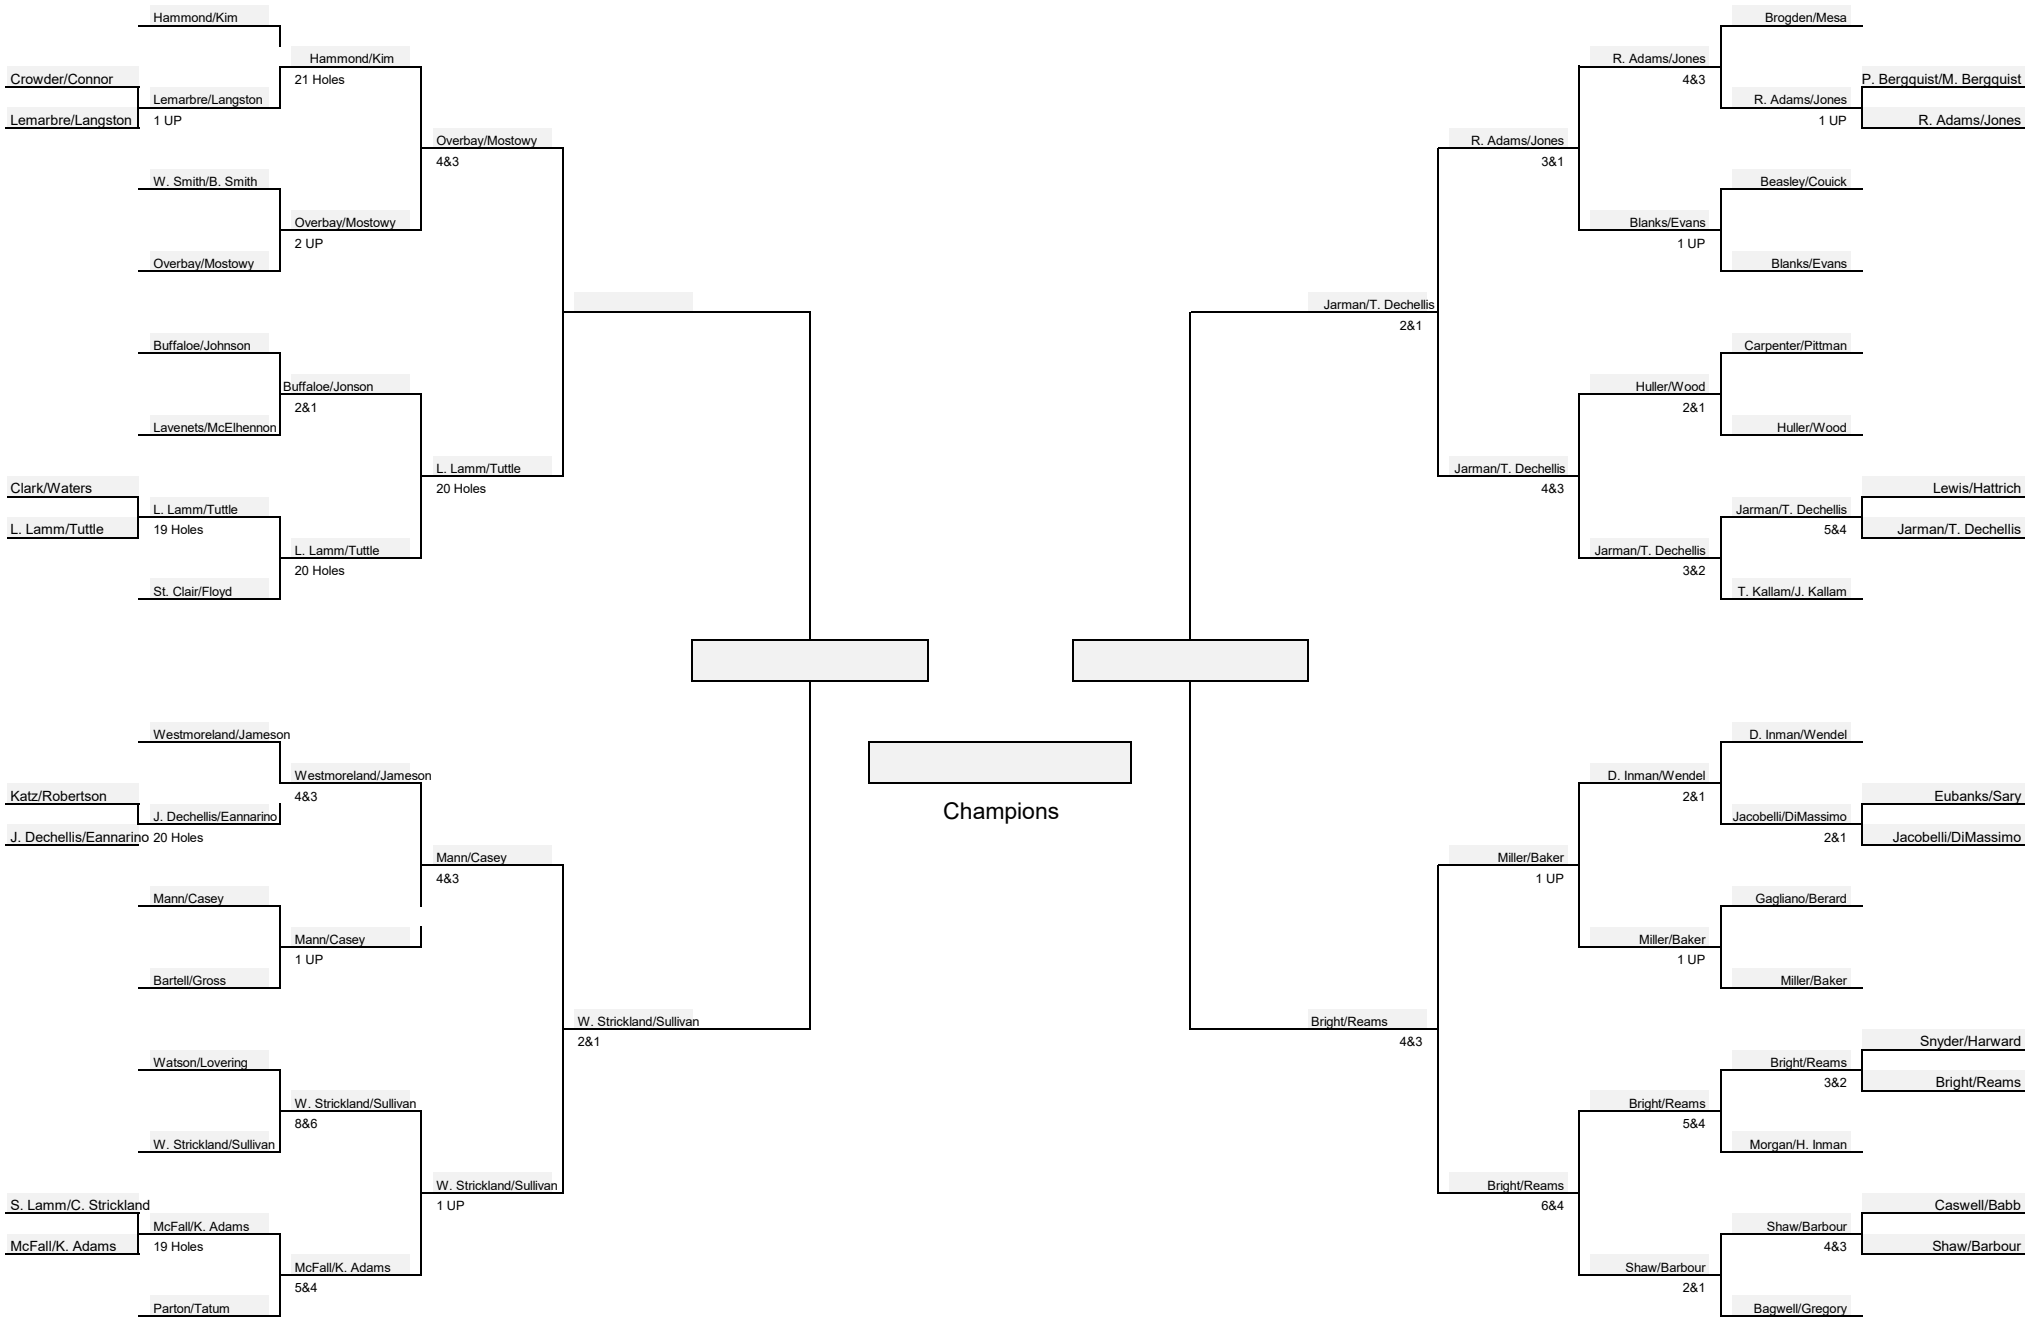 Hammond/Kim
Brogden/Mesa
Hammond/Kim
R. Adams/Jones
Crowder/Connor
21 Holes
4&3
P. Bergquist/M. Bergquist
Lemarbre/Langston
R. Adams/Jones
Lemarbre/Langston
1 UP
1 UP
R. Adams/Jones
Overbay/Mostowy
R. Adams/Jones
4&3
3&1
W. Smith/B. Smith
Beasley/Couick
Overbay/Mostowy
Blanks/Evans
2 UP
1 UP
Overbay/Mostowy
Blanks/Evans
Jarman/T. Dechellis
2&1
Buffaloe/Johnson
Carpenter/Pittman
Buffaloe/Jonson
Huller/Wood
2&1
2&1
Lavenets/McElhennon
Huller/Wood
L. Lamm/Tuttle
Jarman/T. Dechellis
Clark/Waters
20 Holes
4&3
Lewis/Hattrich
L. Lamm/Tuttle
Jarman/T. Dechellis
L. Lamm/Tuttle
19 Holes
5&4
Jarman/T. Dechellis
L. Lamm/Tuttle
Jarman/T. Dechellis
20 Holes
3&2
St. Clair/Floyd
T. Kallam/J. Kallam
Westmoreland/Jameson
D. Inman/Wendel
Westmoreland/Jameson
D. Inman/Wendel
Katz/Robertson
4&3
2&1
Eubanks/Sary
J. Dechellis/Eannarino
Champions
Jacobelli/DiMassimo
J. Dechellis/Eannarino
20 Holes
2&1
Jacobelli/DiMassimo
Mann/Casey
Miller/Baker
4&3
1 UP
Mann/Casey
Gagliano/Berard
Mann/Casey
Miller/Baker
1 UP
1 UP
Bartell/Gross
Miller/Baker
W. Strickland/Sullivan
Bright/Reams
2&1
4&3
Snyder/Harward
Watson/Lovering
Bright/Reams
3&2
Bright/Reams
W. Strickland/Sullivan
Bright/Reams
8&6
5&4
W. Strickland/Sullivan
Morgan/H. Inman
W. Strickland/Sullivan
Bright/Reams
S. Lamm/C. Strickland
1 UP
6&4
Caswell/Babb
McFall/K. Adams
Shaw/Barbour
McFall/K. Adams
19 Holes
4&3
Shaw/Barbour
McFall/K. Adams
Shaw/Barbour
5&4
2&1
Parton/Tatum
Bagwell/Gregory